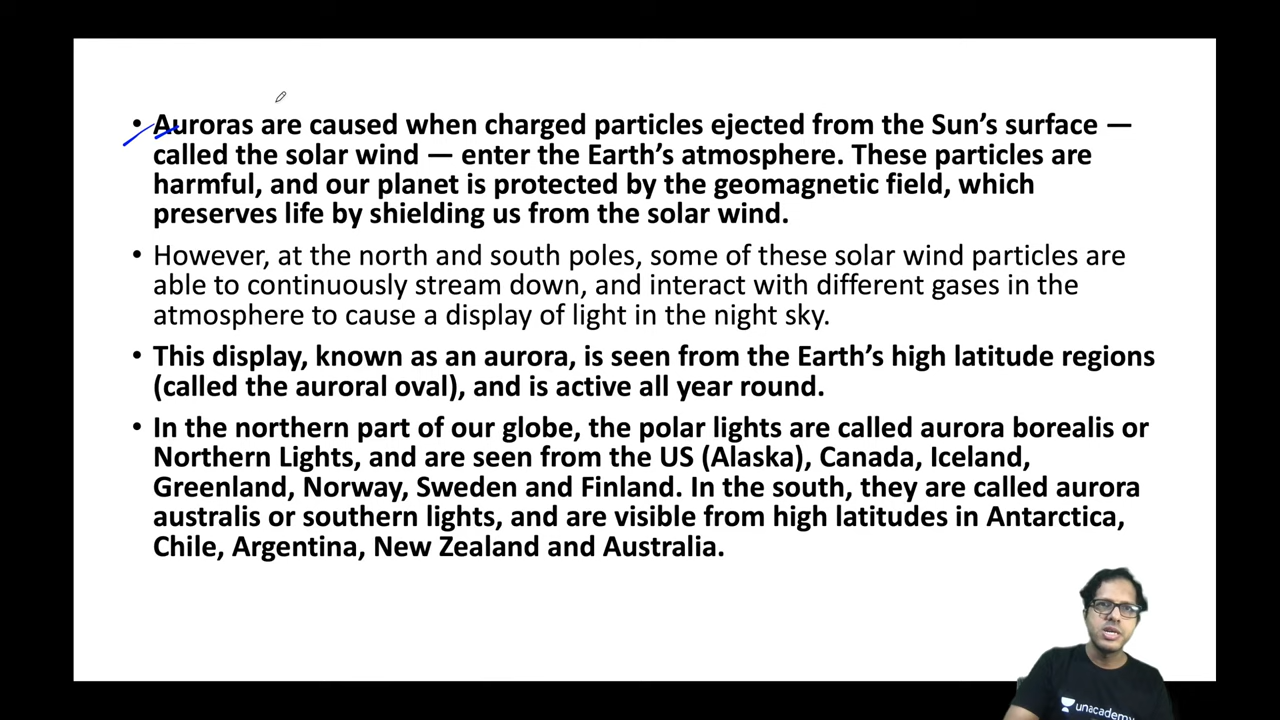 • Auroras are caused when charged particles ejected from the Sun’s surface —
called the solar wind — enter the Earth’s atmosphere. These particles are
harmful, and our planet is protected by the geomagnetic field, which
preserves life by shielding us from the solar wind.
• However, at the north and south poles, some of these solar wind particles are
able to continuously stream down, and interact with different gases in the
atmosphere to cause a display of light in the night sky.
• This display, known as an aurora, is seen from the Earth’s high latitude regions
(called the auroral oval), and is active all year round.
• In the northern part of our globe, the polar lights are called aurora borealis or
Northern Lights, and are seen from the US (Alaska), Canada, Iceland,
Greenland, Norway, Sweden and Finland. In the south, they are called aurora
australis or southern lights, and are visible from high latitudes in Antarctica,
Chile, Argentina, New Zealand and Australia.
unacademy